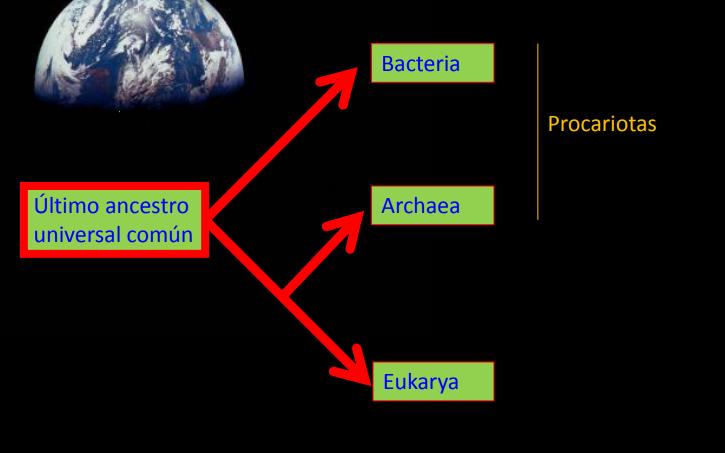 Bacteria
Procariotas
Último ancestro
universal común
Archaea
Eukarya